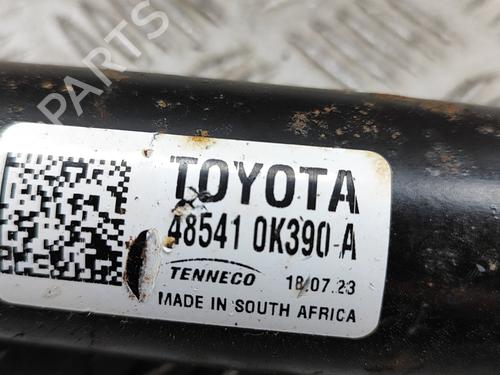 TOYOTA
48541 0K390-A
TENNECO 18.07.23
MADE IN SOUTH AFRICA
PARTS